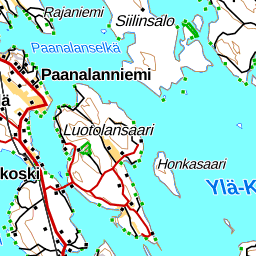 Rajaniemi
Siilinsalo
Paanalanselkä
Paanalanniemi
ä
Luotolansaari
Honkasaari
koski
Ylä-K